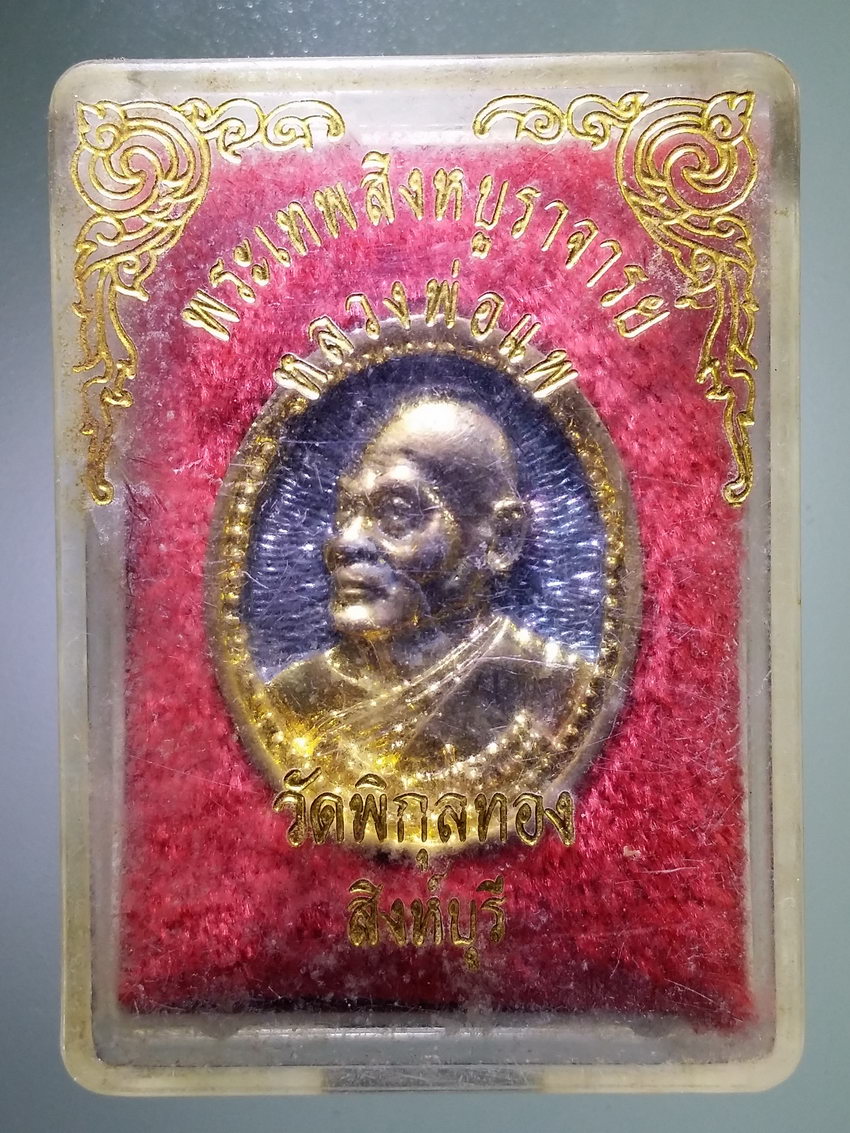 พระเทพสิงหบุราจารย์
หลวงพ่อแพ
วัดพิกุลทอง
สิงห์บุรี